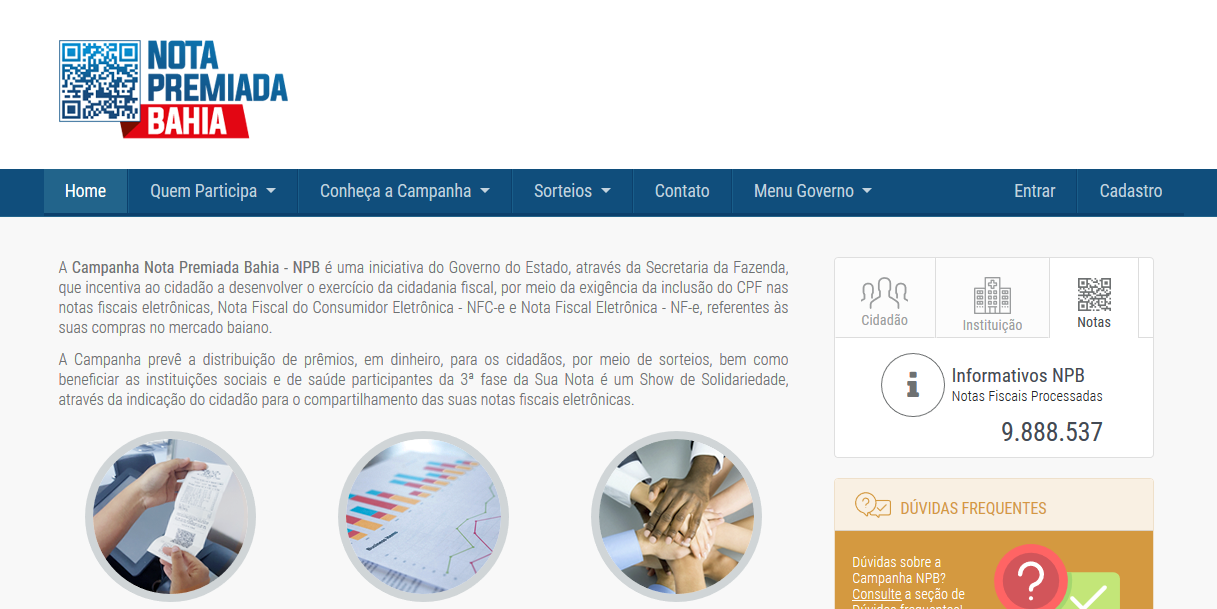 NOTA
PREMIADA
BAHIA
Home
Quem Participa
Conheça a Campanha
Sorteios
Contato
Menu Governo
Entrar
Cadastro
A Campanha Nota Premiada Bahia - NPB é uma iniciativa do Governo do Estado, através da Secretaria da Fazenda,
que incentiva ao cidadão a desenvolver o exercício da cidadania fiscal, por meio da exigência da inclusão do CPF nas
notas fiscais eletrônicas, Nota Fiscal do Consumidor Eletrônica - NFC-e e Nota Fiscal Eletrônica - NF-e, referentes às
suas compras no mercado baiano.
A Campanha prevê a distribuição de prêmios, em dinheiro, para os cidadãos, por meio de sorteios, bem como
beneficiar as instituições sociais e de saúde participantes da 3ª fase da Sua Nota é um Show de Solidariedade,
através da indicação do cidadão para o compartilhamento das suas notas fiscais eletrônicas.
Cidadão
Instituição
Notas
Informativos NPB
Notas Fiscais Processadas
9.888.537
DÚVIDAS FREQUENTES
Dúvidas sobre a
Campanha NPB?
Consulte a seção de
Dúvidas frequentes!